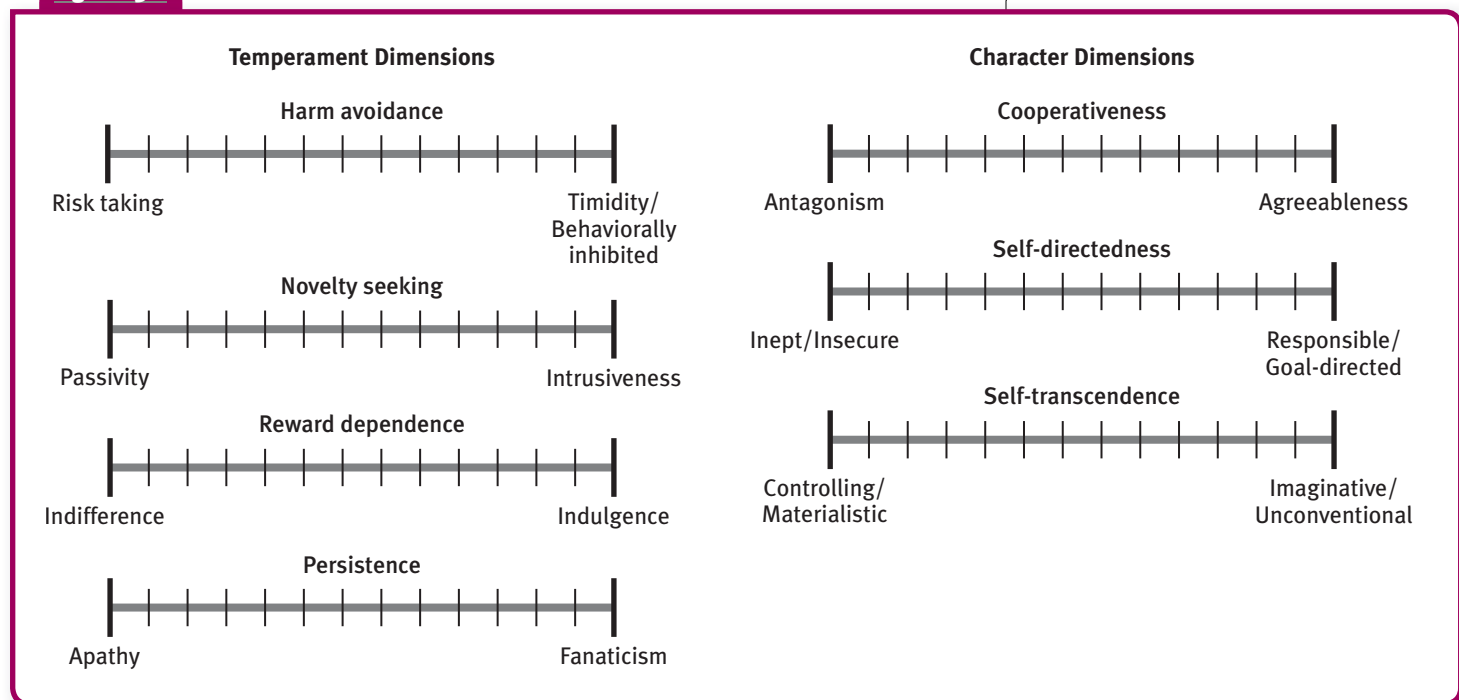 Temperament Dimensions
Harm avoidance
Risk taking
Timidity/
Behaviorally
inhibited
Novelty seeking
Passivity
Intrusiveness
Reward dependence
Indifference
Indulgence
Persistence
Apathy
Fanaticism
Character Dimensions
Cooperativeness
Antagonism
Agreeableness
Self-directedness
Inept/Insecure
Responsible/
Goal-directed
Self-transcendence
Controlling/
Materialistic
Imaginative/
Unconventional